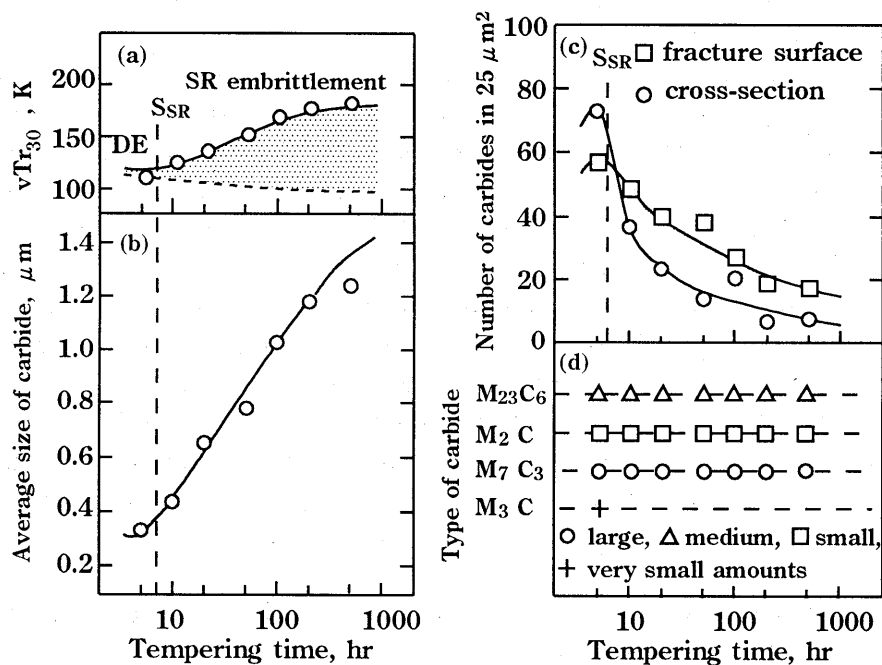 (a)
SR embrittlement
S_SR
DE
vTr₃₀ , K
200
150
100
(b)
Average size of carbide, μm
1.4
1.2
1.0
0.8
0.6
0.4
0.2
10 100 1000
Tempering time, hr
(c)
S_SR □ fracture surface
○ cross-section
Number of carbides in 25 μm²
100
80
60
40
20
0
(d)
Type of carbide
M₂₃C₆
M₂ C
M₇ C₃
M₃ C
○ large, △ medium, □ small,
+ very small amounts
10 100 1000
Tempering time, hr